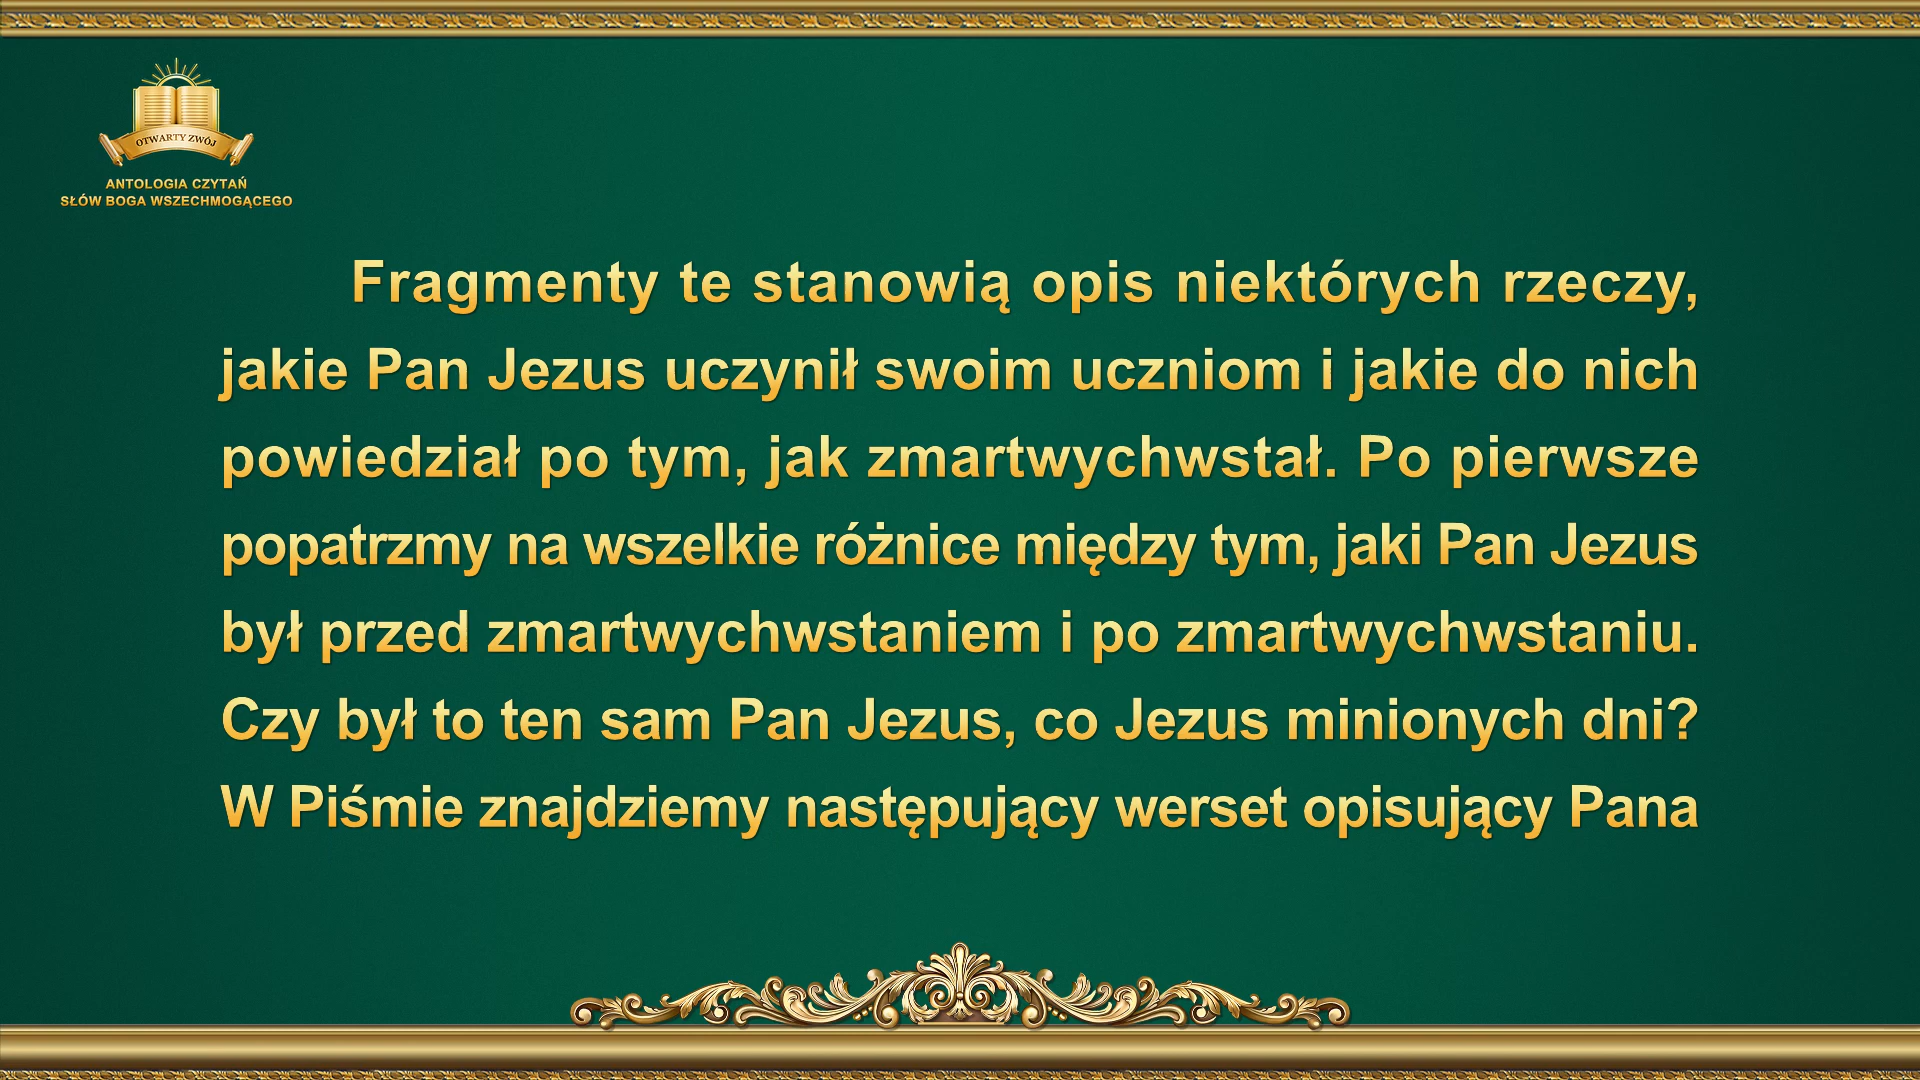 OTWARTY ZWÓJ
ANTOLOGIA CZYTAŃ
SŁÓW BOGA WSZECHMOGĄCEGO
Fragmenty te stanowią opis niektórych rzeczy,
jakie Pan Jezus uczynił swoim uczniom i jakie do nich
powiedział po tym, jak zmartwychwstał. Po pierwsze
popatrzmy na wszelkie różnice między tym, jaki Pan Jezus
był przed zmartwychwstaniem i po zmartwychwstaniu.
Czy był to ten sam Pan Jezus, co Jezus minionych dni?
W Piśmie znajdziemy następujący werset opisujący Pana